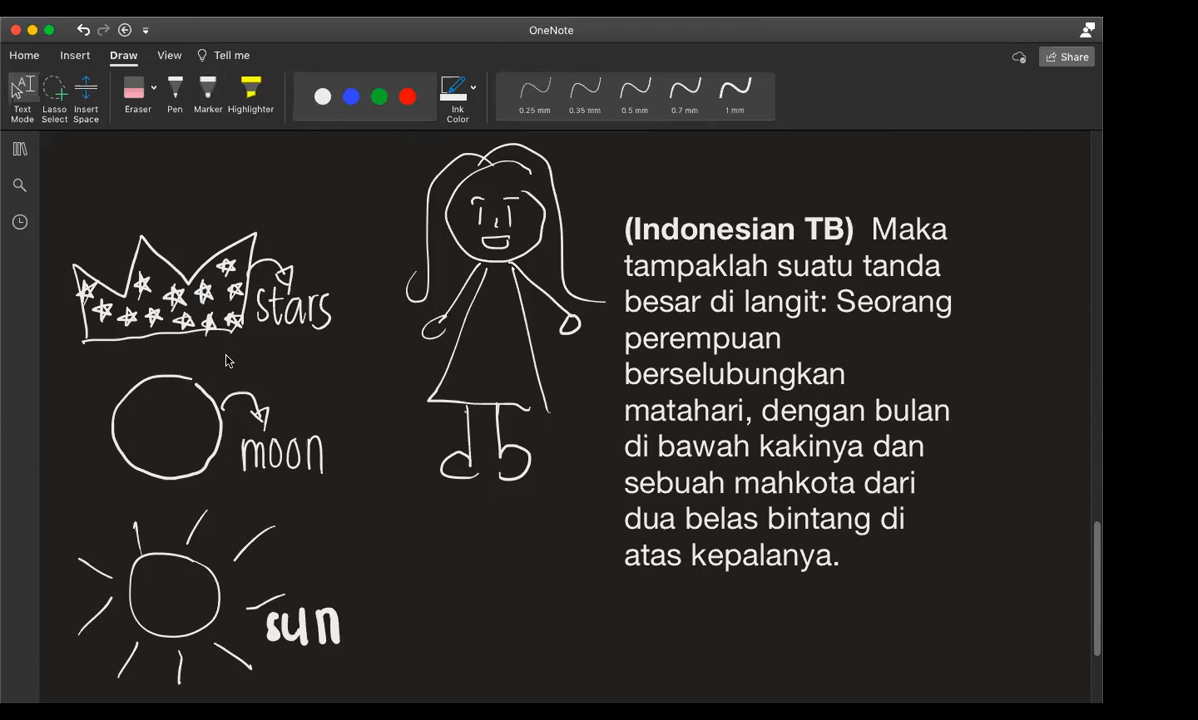 OneNote
Home Insert Draw View Tell me
Share
Text Mode
Lasso Select
Insert Space
Eraser
Pen
Marker
Highlighter
Ink Color
0.25 mm 0.35 mm 0.5 mm 0.7 mm 1 mm
stars
moon
sun
(Indonesian TB) Maka
tampaklah suatu tanda
besar di langit: Seorang
perempuan
berselubungkan
matahari, dengan bulan
di bawah kakinya dan
sebuah mahkota dari
dua belas bintang di
atas kepalanya.